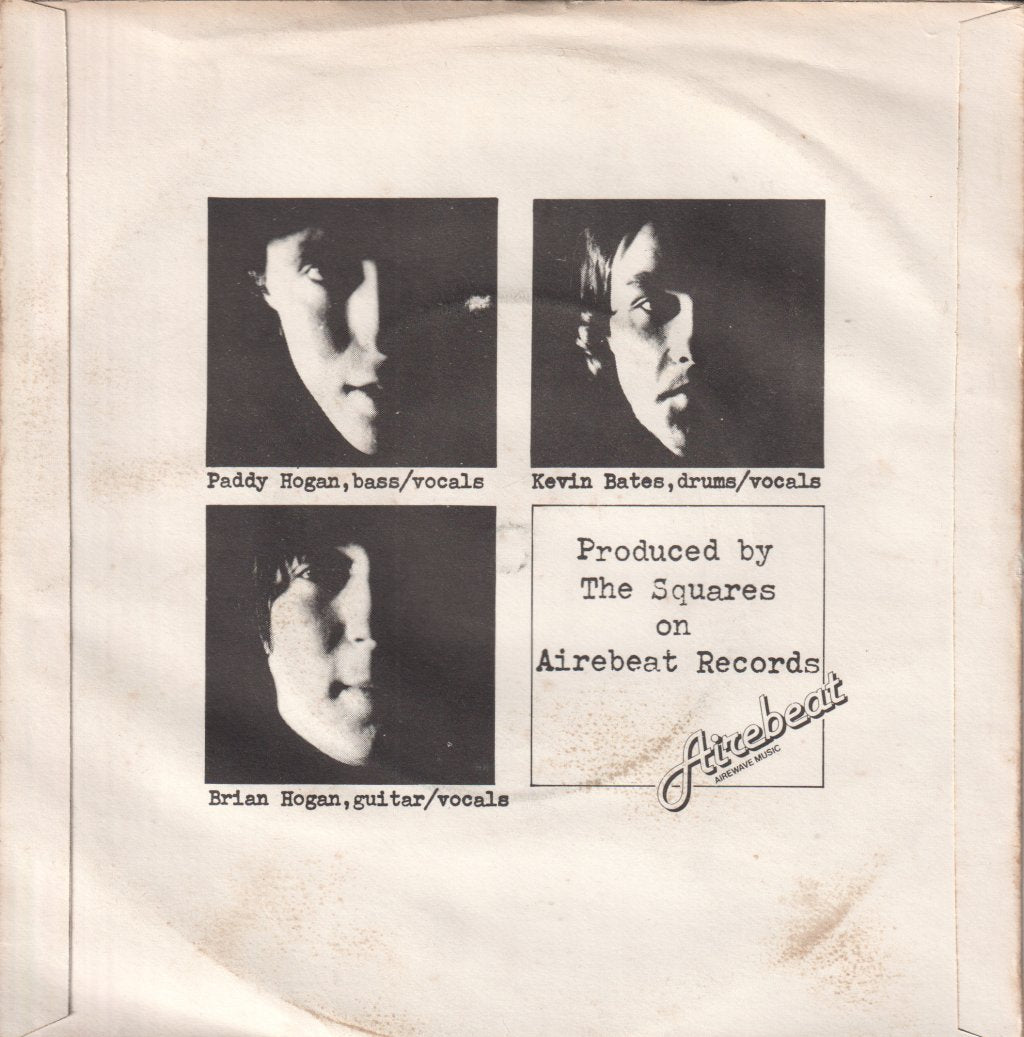 Paddy Hogan,bass/vocals
Kevin Bates,drums/vocals
Brian Hogan,guitar/vocals
Produced by
The Squares
on
Airebeat Records
Airebeat
AIREWAVE MUSIC